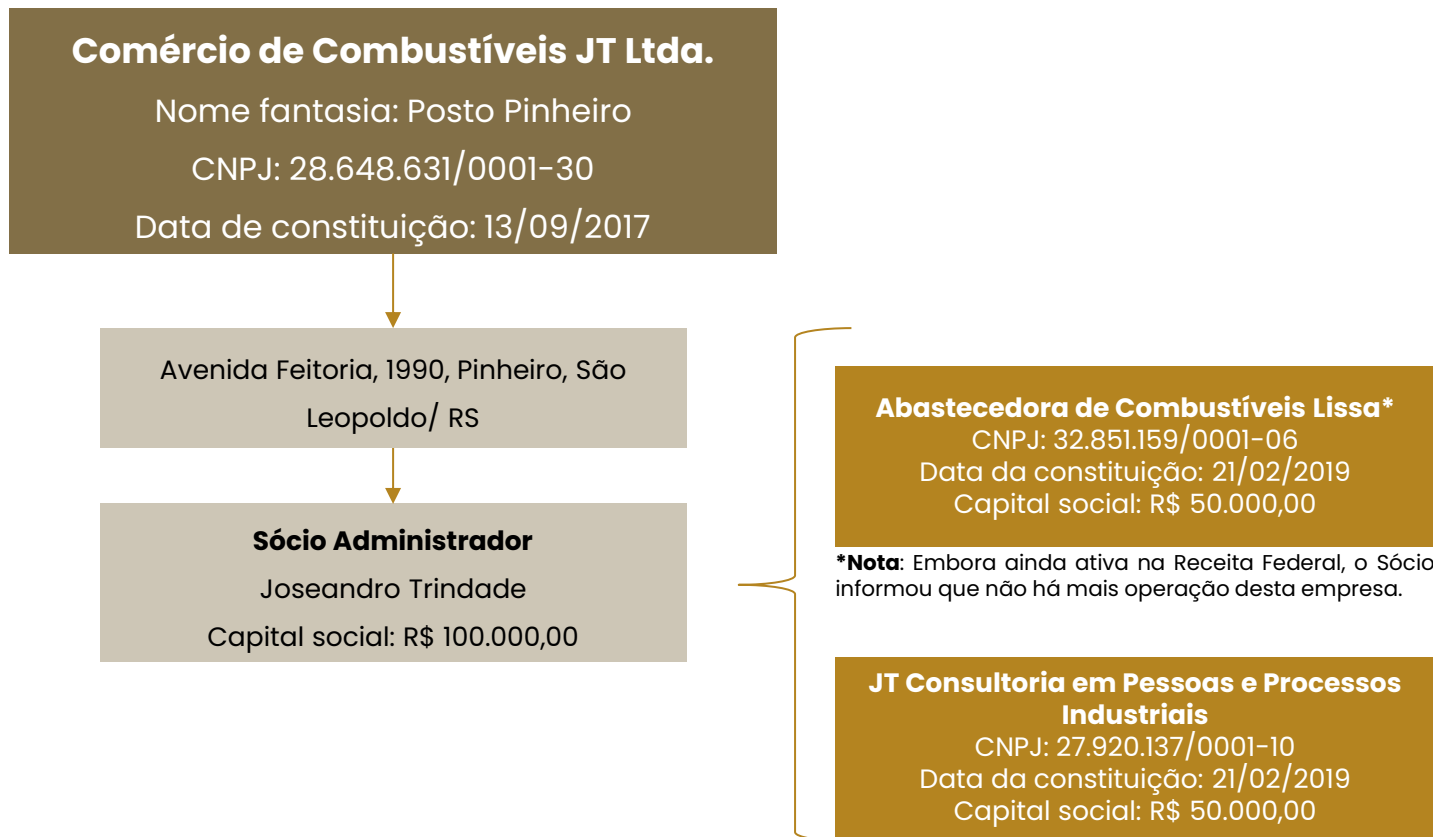 Comércio de Combustíveis JT Ltda.
Nome fantasia: Posto Pinheiro
CNPJ: 28.648.631/0001-30
Data de constituição: 13/09/2017
Avenida Feitoria, 1990, Pinheiro, São
Leopoldo/ RS
Sócio Administrador
Joseandro Trindade
Capital social: R$ 100.000,00
Abastecedora de Combustíveis Lissa*
CNPJ: 32.851.159/0001-06
Data da constituição: 21/02/2019
Capital social: R$ 50.000,00
*Nota: Embora ainda ativa na Receita Federal, o Sócio
informou que não há mais operação desta empresa.
JT Consultoria em Pessoas e Processos
Industriais
CNPJ: 27.920.137/0001-10
Data da constituição: 21/02/2019
Capital social: R$ 50.000,00